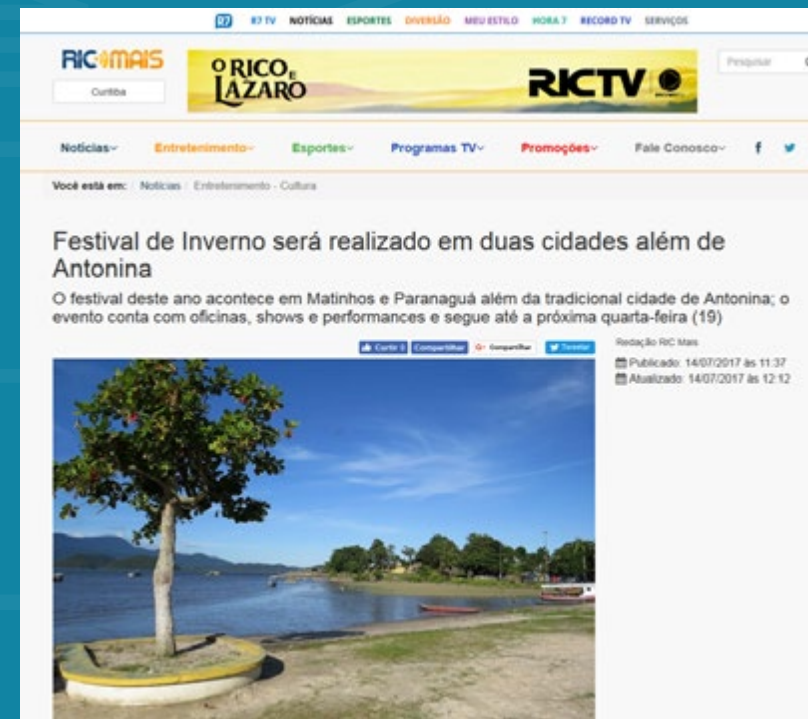 R7 R7 TV NOTÍCIAS ESPORTES DIVERSÃO MEU ESTILO HORA 7 RECORD TV SERVIÇOS
RIC MAIS
Curitiba
O RICO E LÁZARO
RICTV
Pesquisar
Notícias Entretenimento Esportes Programas TV Promoções Fale Conosco f
Você está em: / Notícias / Entretenimento - Cultura
Festival de Inverno será realizado em duas cidades além de
Antonina
O festival deste ano acontece em Matinhos e Paranaguá além da tradicional cidade de Antonina; o
evento conta com oficinas, shows e performances e segue até a próxima quarta-feira (19)
Curtir 0 Compartilhar G+ Compartilhar Tweetar
Redação RIC Mais
Publicado: 14/07/2017 às 11:37
Atualizado: 14/07/2017 às 12:12